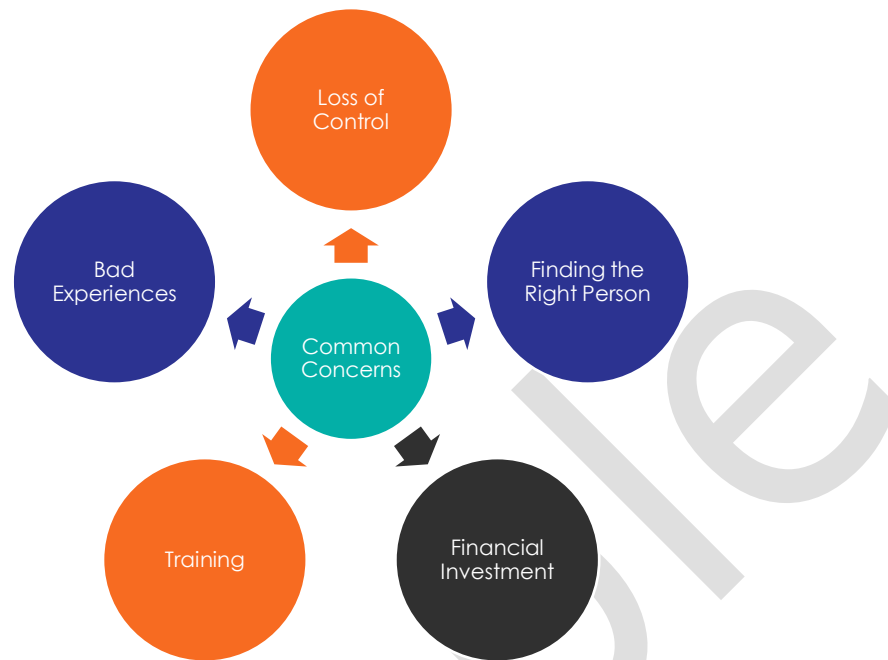 Loss of
Control
Bad
Experiences
Finding the
Right Person
Common
Concerns
Training
Financial
Investment